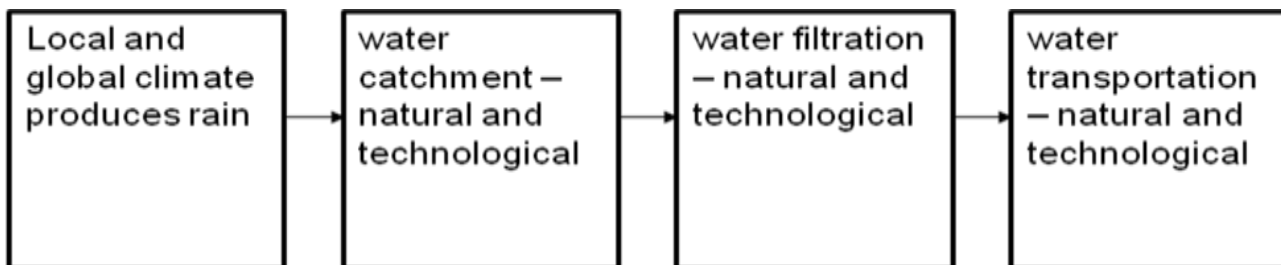 Local and
global climate
produces rain
water
catchment –
natural and
technological
water filtration
– natural and
technological
water
transportation
– natural and
technological